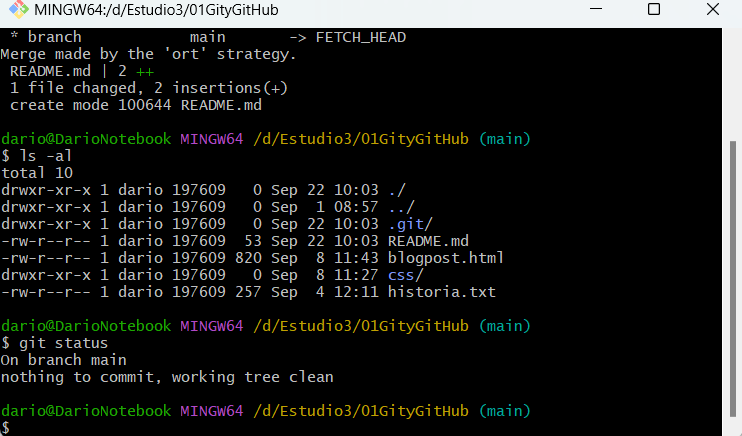 MINGW64:/d/Estudio3/01GityGitHub
 * branch            main       -> FETCH_HEAD
Merge made by the 'ort' strategy.
 README.md | 2 ++
 1 file changed, 2 insertions(+)
 create mode 100644 README.md
dario@DarioNotebook MINGW64 /d/Estudio3/01GityGitHub (main)
$ ls -al
total 10
drwxr-xr-x 1 dario 197609   0 Sep 22 10:03 ./
drwxr-xr-x 1 dario 197609   0 Sep  1 08:57 ../
drwxr-xr-x 1 dario 197609   0 Sep 22 10:03 .git/
-rw-r--r-- 1 dario 197609  53 Sep 22 10:03 README.md
-rw-r--r-- 1 dario 197609 820 Sep  8 11:43 blogpost.html
drwxr-xr-x 1 dario 197609   0 Sep  8 11:27 css/
-rw-r--r-- 1 dario 197609 257 Sep  4 12:11 historia.txt
dario@DarioNotebook MINGW64 /d/Estudio3/01GityGitHub (main)
$ git status
On branch main
nothing to commit, working tree clean
dario@DarioNotebook MINGW64 /d/Estudio3/01GityGitHub (main)
$